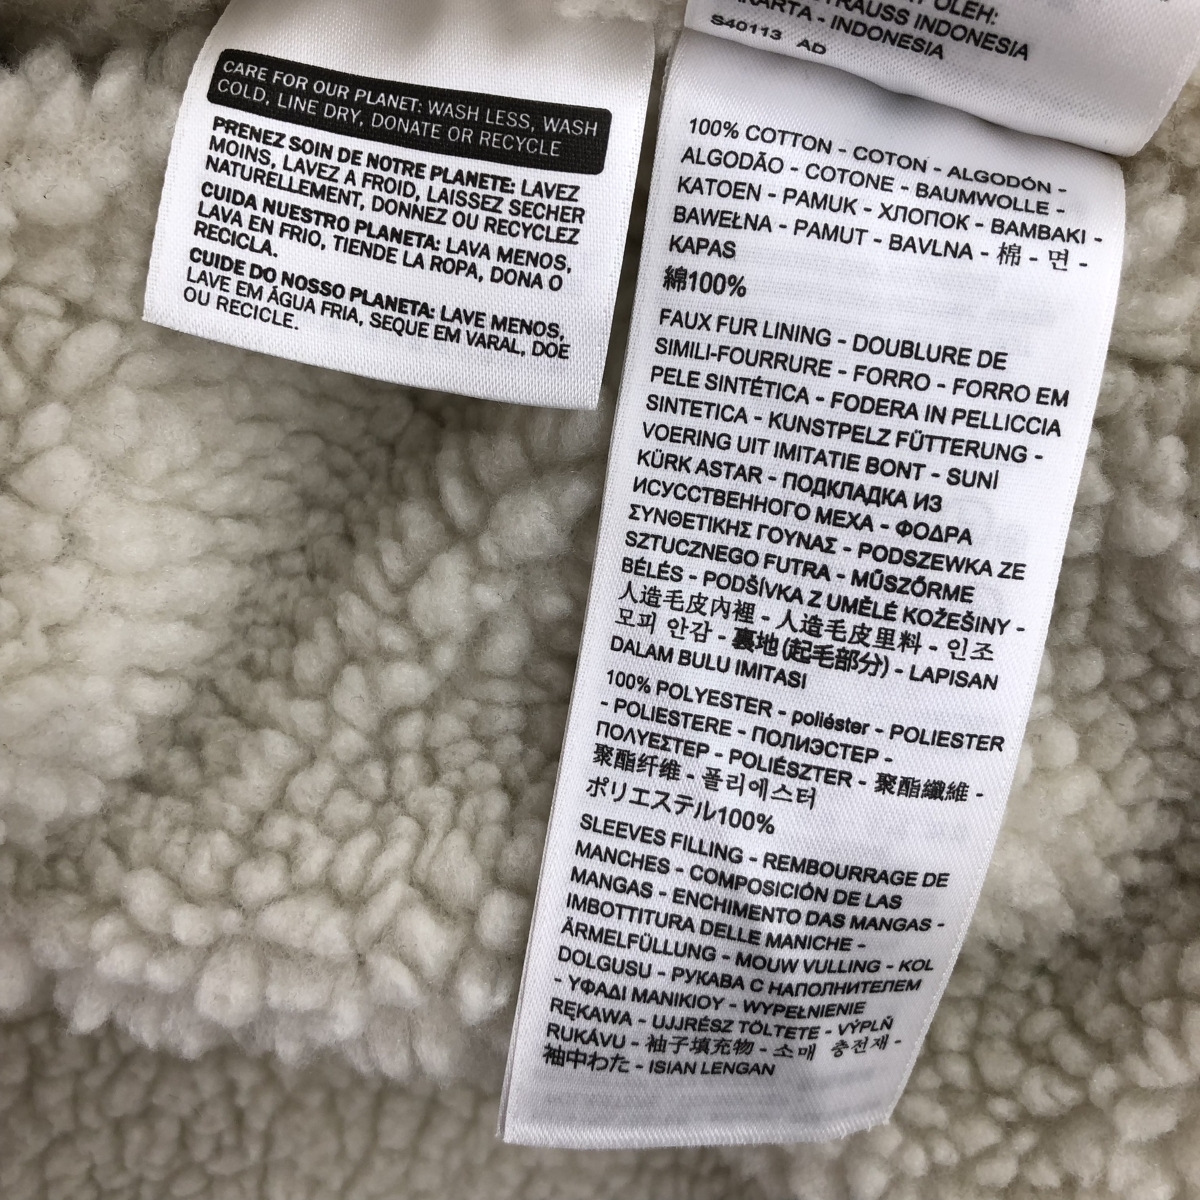 CARE FOR OUR PLANET: WASH LESS, WASH
COLD, LINE DRY, DONATE OR RECYCLE
PRENEZ SOIN DE NOTRE PLANETE: LAVEZ
MOINS, LAVEZ A FROID, LAISSEZ SECHER
NATURELLEMENT, DONNEZ OU RECYCLEZ
CUIDA NUESTRO PLANETA: LAVA MENOS,
LAVA EN FRIO, TIENDE LA ROPA, DONA O
RECICLA.
CUIDE DO NOSSO PLANETA: LAVE MENOS,
LAVE EM ÁGUA FRIA, SEQUE EM VARAL, DOE
OU RECICLE.
OLEH:
STRAUSS INDONESIA
- INDONESIA
S40113 AD
100% COTTON - COTON - ALGODÓN -
ALGODÃO - COTONE - BAUMWOLLE -
KATOEN - PAMUK - ХЛОПОК - ΒΑΜΒΑΚΙ -
BAWEŁNA - PAMUT - BAVLNA - 棉 - 면 -
KAPAS
綿100%
FAUX FUR LINING - DOUBLURE DE
SIMILI-FOURRURE - FORRO - FORRO EM
PELE SINTÉTICA - FODERA IN PELLICCIA
SINTETICA - KUNSTPELZ FÜTTERUNG -
VOERING UIT IMITATIE BONT - SUNİ
KÜRK ASTAR - ПОДКЛАДКА ИЗ
ИСУССТВЕННОГО МЕХА - ΦΟΔΡΑ
ΣΥΝΘΕΤΙΚΗΣ ΓΟΥΝΑΣ - PODSZEWKA ZE
SZTUCZNEGO FUTRA - MŰSZŐRME
BÉLÉS - PODŠÍVKA Z UMĚLÉ KOŽEŠINY -
人造毛皮內裡 - 人造毛皮里料 - 인조
모피 안감 - 裏地(起毛部分) - LAPISAN
DALAM BULU IMITASI
100% POLYESTER - poliéster - POLIESTER
- POLIESTERE - ПОЛИЭСТЕР -
ΠΟΛΥΕΣΤΕΡ - POLIÉSZTER - 聚酯纖維 -
聚酯纤维 - 폴리에스터
ポリエステル100%
SLEEVES FILLING - REMBOURRAGE DE
MANCHES - COMPOSICIÓN DE LAS
MANGAS - ENCHIMENTO DAS MANGAS -
IMBOTTITURA DELLE MANICHE -
ÄRMELFÜLLUNG - MOUW VULLING - KOL
DOLGUSU - РУКАВА С НАПОЛНИТЕЛЕМ
- ΥΦΑΔΙ ΜΑΝΙΚΙΟΥ - WYPEŁNIENIE
RĘKAWA - UJJRÉSZ TÖLTETE - VÝPLŇ
RUKÁVU - 袖子填充物 - 소매 충전재 -
袖中わた - ISIAN LENGAN